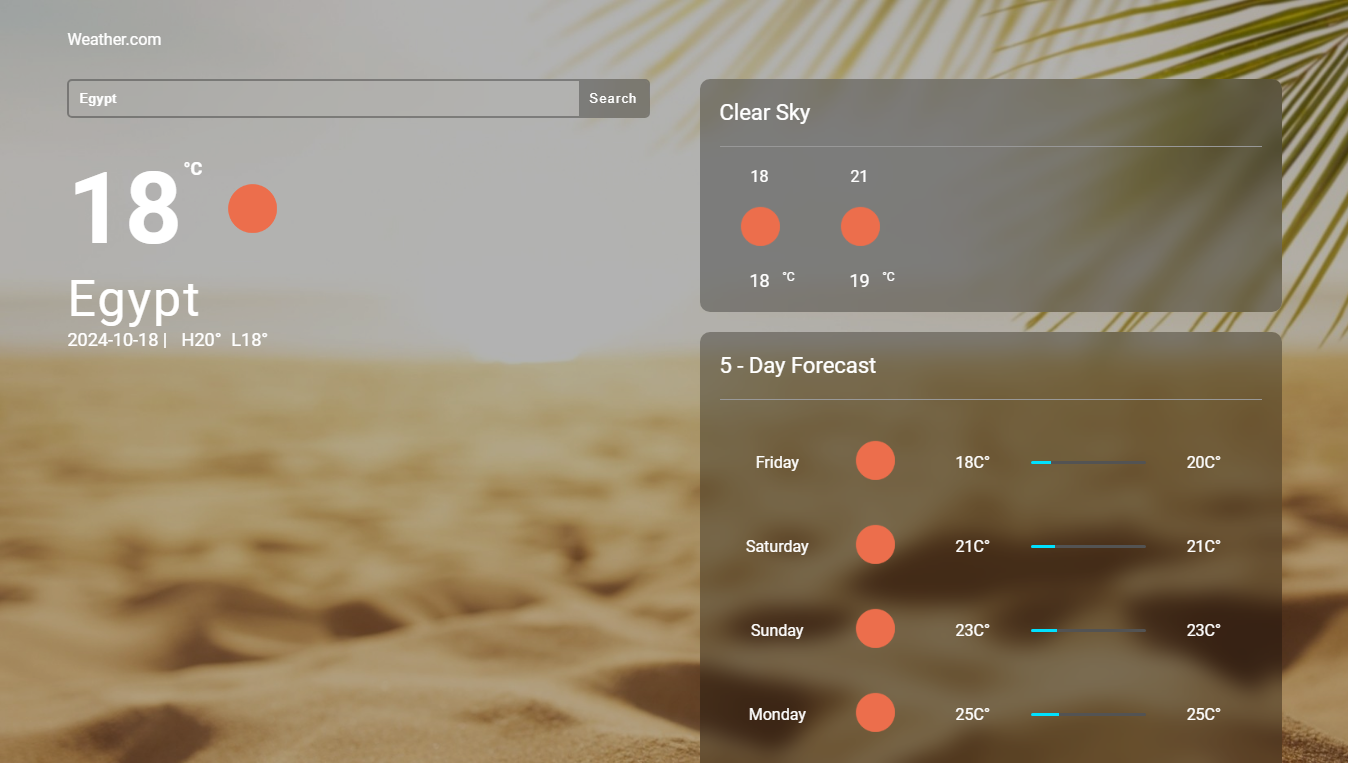 Weather.com
Egypt Search
18 °C
Egypt
2024-10-18 | H20° L18°
Clear Sky
18 21
18 °C 19 °C
5 - Day Forecast
Friday 18C° 20C°
Saturday 21C° 21C°
Sunday 23C° 23C°
Monday 25C° 25C°